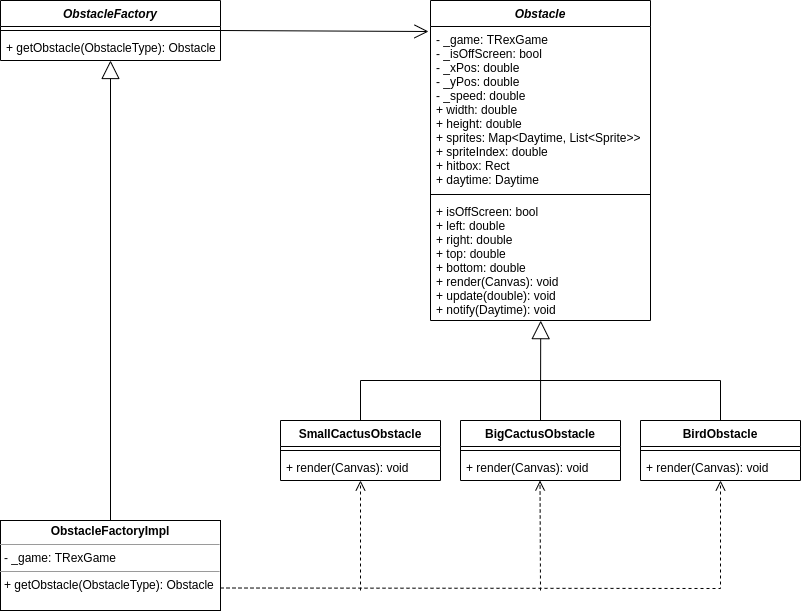 ObstacleFactory
+ getObstacle(ObstacleType): Obstacle
Obstacle
- _game: TRexGame
- _isOffScreen: bool
- _xPos: double
- _yPos: double
- _speed: double
+ width: double
+ height: double
+ sprites: Map<Daytime, List<Sprite>>
+ spriteIndex: double
+ hitbox: Rect
+ daytime: Daytime
+ isOffScreen: bool
+ left: double
+ right: double
+ top: double
+ bottom: double
+ render(Canvas): void
+ update(double): void
+ notify(Daytime): void
SmallCactusObstacle
+ render(Canvas): void
BigCactusObstacle
+ render(Canvas): void
BirdObstacle
+ render(Canvas): void
ObstacleFactoryImpl
- _game: TRexGame
+ getObstacle(ObstacleType): Obstacle